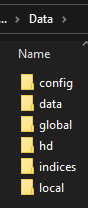 ... > Data >
Name
config
data
global
hd
indices
local